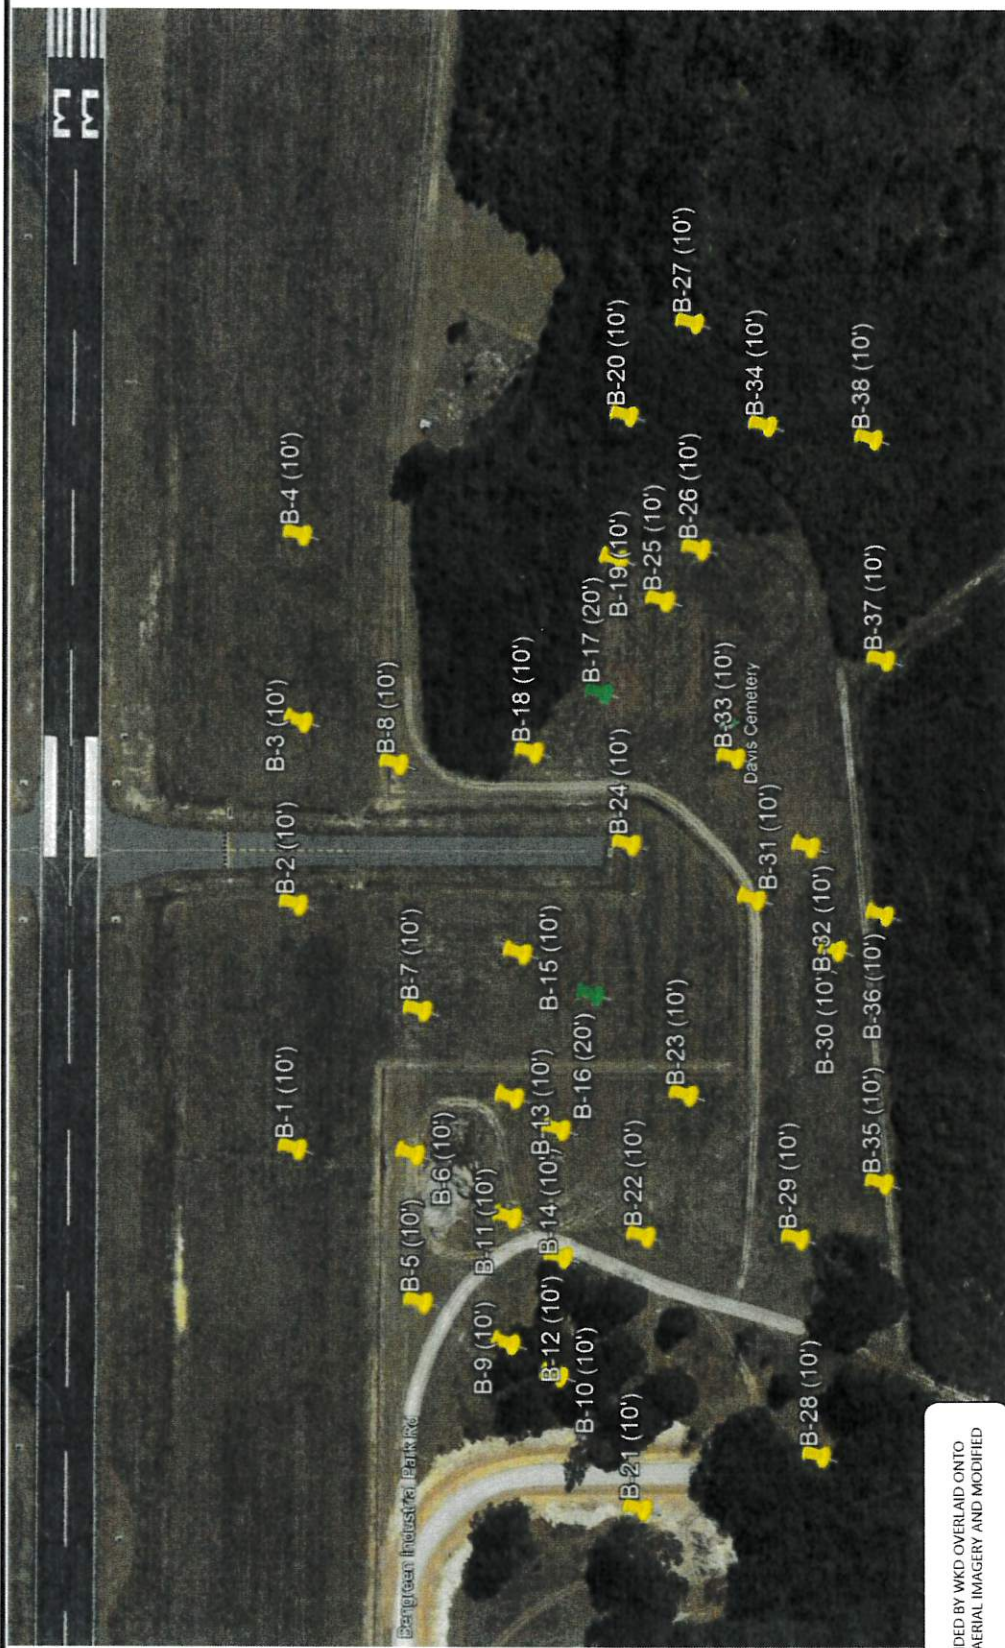 B-1 (10')
B-2 (10')
B-3 (10')
B-4 (10')
B-5 (10')
B-6 (10')
B-7 (10')
B-8 (10')
B-9 (10')
B-11 (10')
B-15 (10')
B-18 (10')
B-12 (10')
B-14 (10')
B-13 (10')
B-10 (10')
B-16 (20')
B-17 (20')
B-19 (10')
B-20 (10')
B-21 (10')
B-22 (10')
B-23 (10')
B-24 (10')
B-25 (10')
B-26 (10')
B-27 (10')
B-28 (10')
B-29 (10')
B-30 (10')
B-31 (10')
B-32 (10')
B-33 (10')
Davis Cemetery
B-34 (10')
B-35 (10')
B-36 (10')
B-37 (10')
B-38 (10')
Industrial Park Rd
DED BY WKD OVERLAID ONTO
AERIAL IMAGERY AND MODIFIED